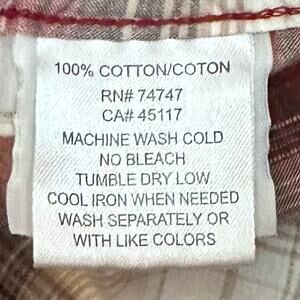 100% COTTON/COTON
RN# 74747
CA# 45117
MACHINE WASH COLD
NO BLEACH
TUMBLE DRY LOW
COOL IRON WHEN NEEDED
WASH SEPARATELY OR
WITH LIKE COLORS